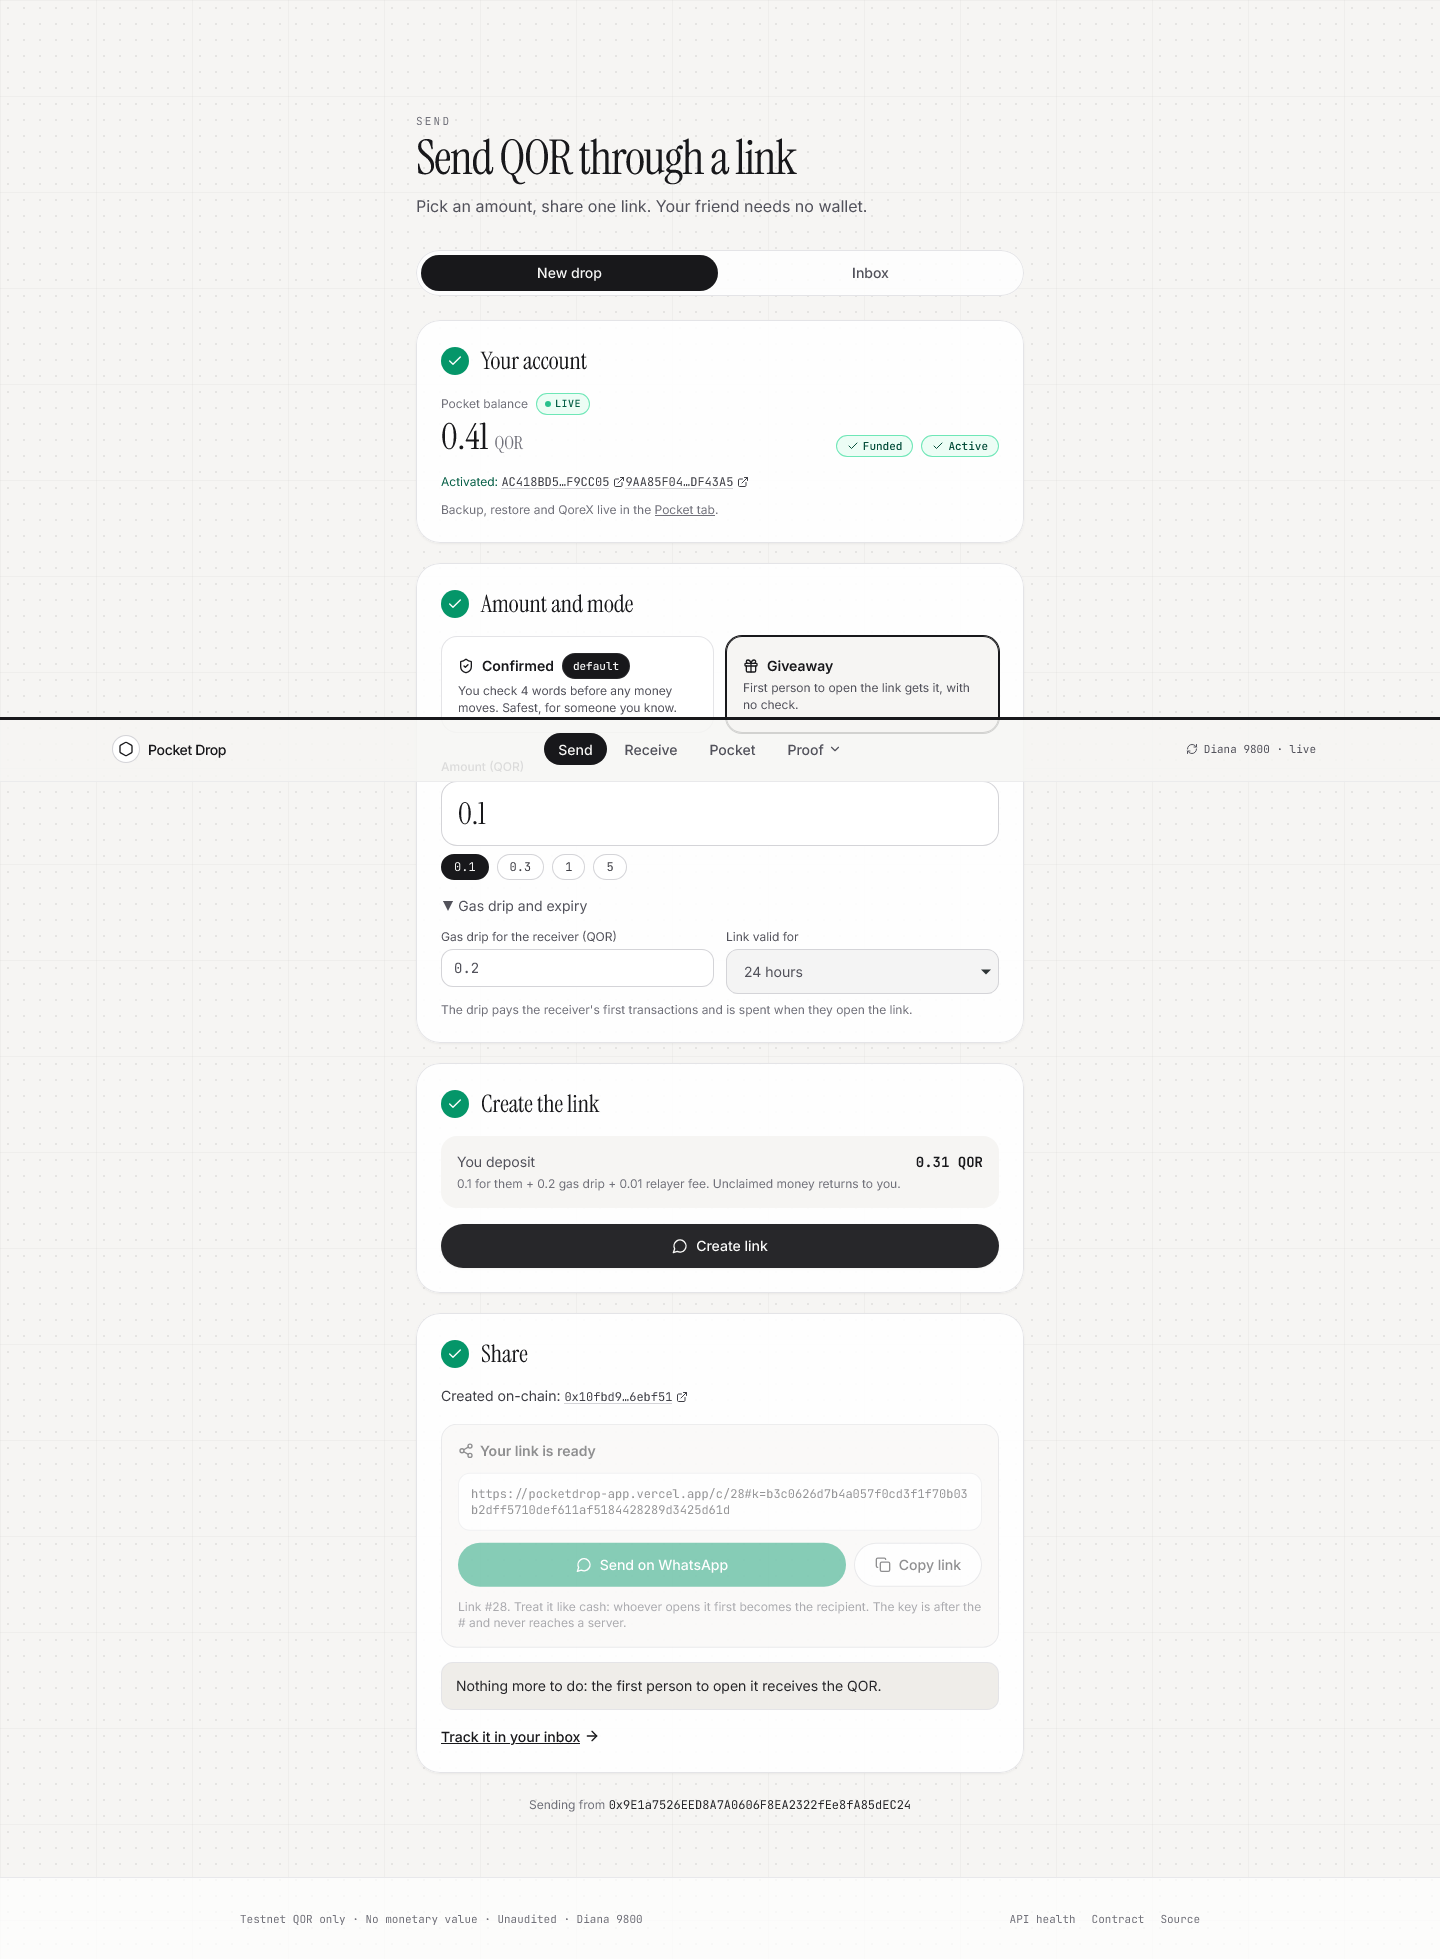 SEND
Send QOR through a link
Pick an amount, share one link. Your friend needs no wallet.
New drop
Inbox
Your account
Pocket balance
LIVE
0.41 QOR
Funded
Active
Activated: AC418BD5…F9CC05 9AA85F04…DF43A5
Backup, restore and QoreX live in the Pocket tab.
Amount and mode
Confirmed default
You check 4 words before any money
moves. Safest, for someone you know.
Giveaway
First person to open the link gets it, with
no check.
Pocket Drop
Send
Receive
Pocket
Proof
Diana 9800 · live
Amount (QOR)
0.1
0.1
0.3
1
5
▼ Gas drip and expiry
Gas drip for the receiver (QOR)
0.2
Link valid for
24 hours
The drip pays the receiver's first transactions and is spent when they open the link.
Create the link
You deposit
0.31 QOR
0.1 for them + 0.2 gas drip + 0.01 relayer fee. Unclaimed money returns to you.
Create link
Share
Created on-chain: 0x10fbd9…6ebf51
Your link is ready
https://pocketdrop-app.vercel.app/c/28#k=b3c0626d7b4a057f0cd3f1f70b03
b2dff5710def611af5184428289d3425d61d
Send on WhatsApp
Copy link
Link #28. Treat it like cash: whoever opens it first becomes the recipient. The key is after the
# and never reaches a server.
Nothing more to do: the first person to open it receives the QOR.
Track it in your inbox →
Sending from 0x9E1a7526EED8A7A0606F8EA2322fEe8fA85dEC24
Testnet QOR only · No monetary value · Unaudited · Diana 9800
API health
Contract
Source